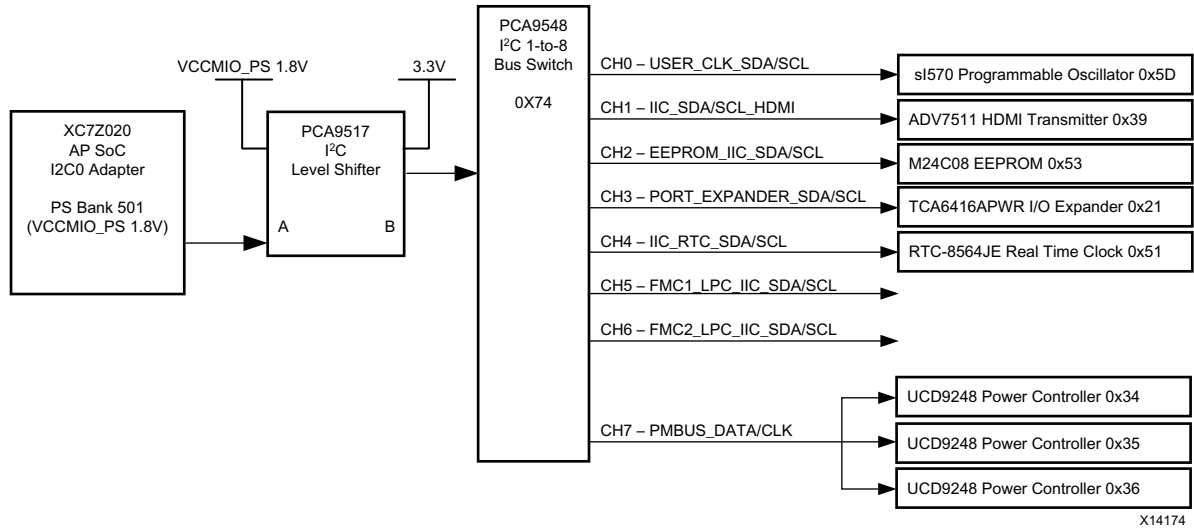 PCA9548
I²C 1-to-8
Bus Switch
0X74
VCCMIO_PS 1.8V
3.3V
XC7Z020
AP SoC
I2C0 Adapter
PS Bank 501
(VCCMIO_PS 1.8V)
PCA9517
I²C
Level Shifter
A
B
CH0 – USER_CLK_SDA/SCL
sI570 Programmable Oscillator 0x5D
CH1 – IIC_SDA/SCL_HDMI
ADV7511 HDMI Transmitter 0x39
CH2 – EEPROM_IIC_SDA/SCL
M24C08 EEPROM 0x53
CH3 – PORT_EXPANDER_SDA/SCL
TCA6416APWR I/O Expander 0x21
CH4 – IIC_RTC_SDA/SCL
RTC-8564JE Real Time Clock 0x51
CH5 – FMC1_LPC_IIC_SDA/SCL
CH6 – FMC2_LPC_IIC_SDA/SCL
CH7 – PMBUS_DATA/CLK
UCD9248 Power Controller 0x34
UCD9248 Power Controller 0x35
UCD9248 Power Controller 0x36
X14174